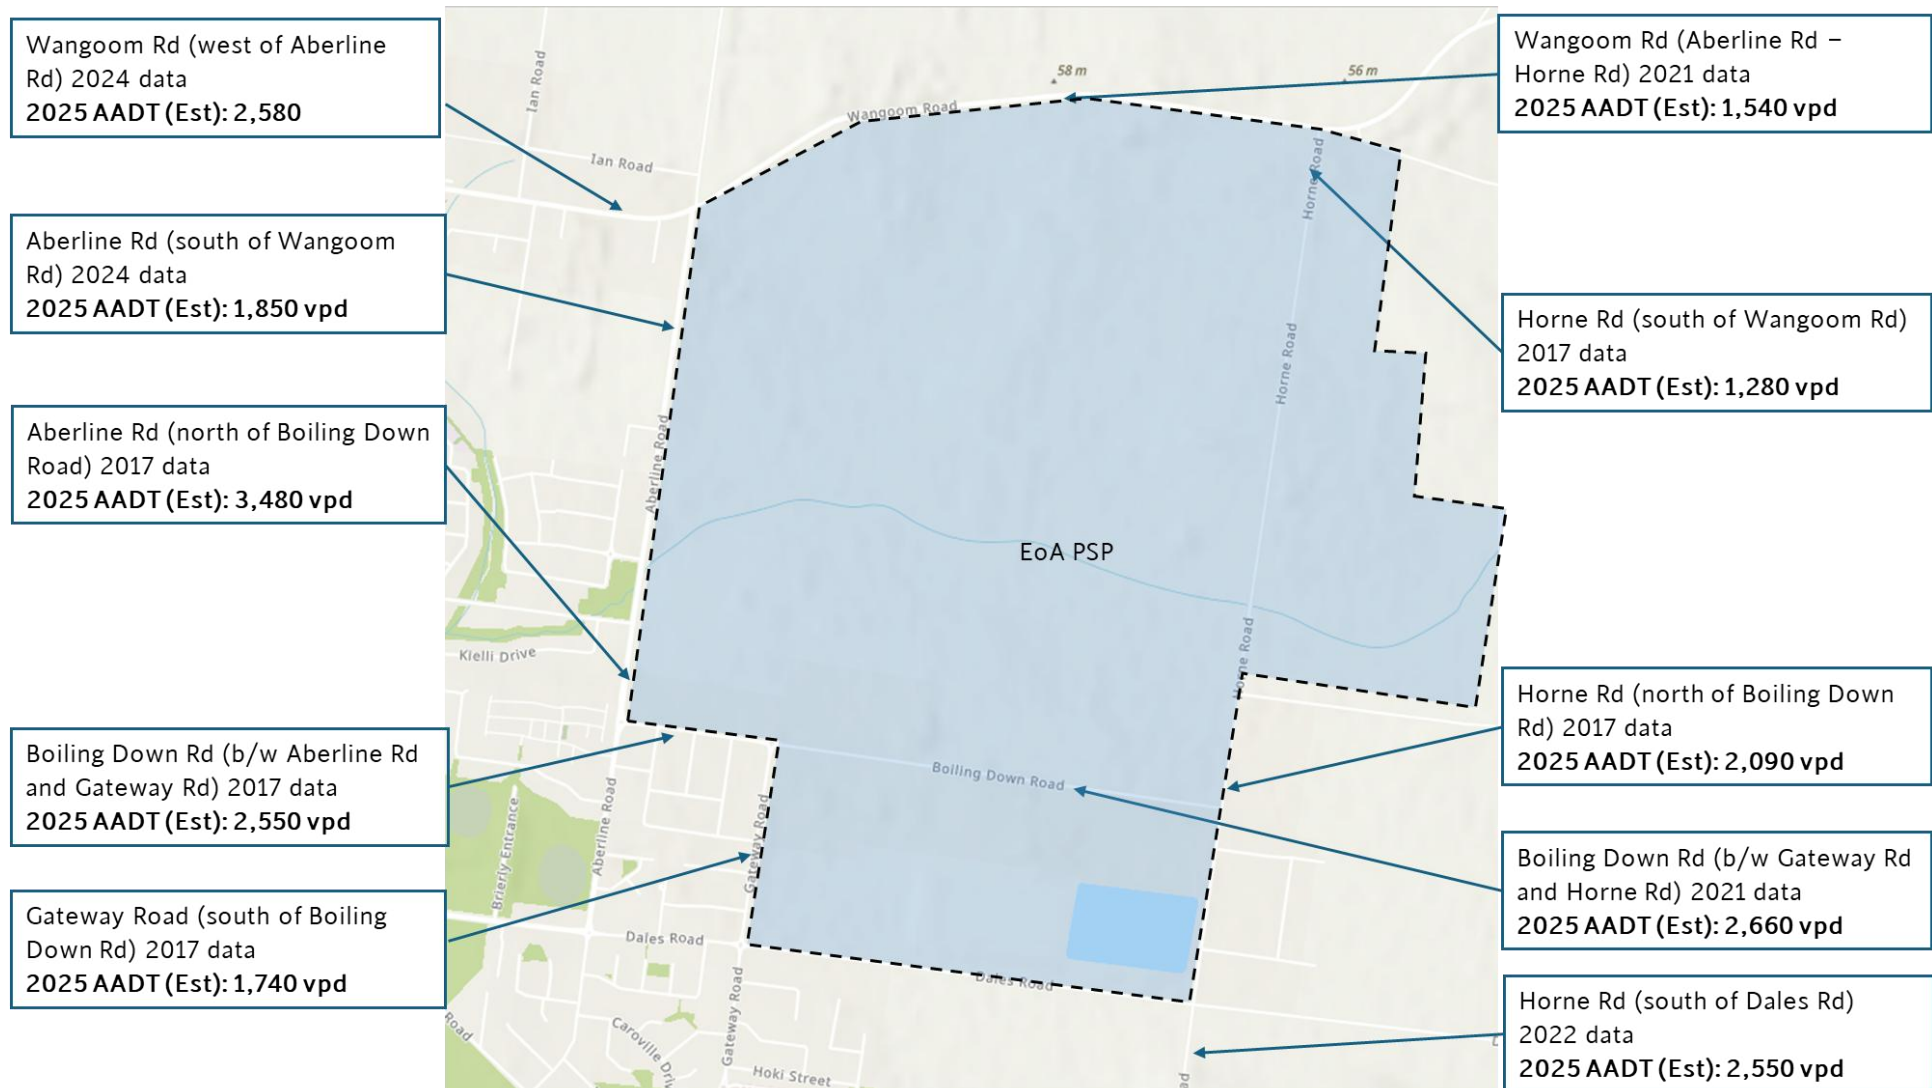 Wangoom Rd (west of Aberline
Rd) 2024 data
2025 AADT (Est): 2,580
Aberline Rd (south of Wangoom
Rd) 2024 data
2025 AADT (Est): 1,850 vpd
Aberline Rd (north of Boiling Down
Road) 2017 data
2025 AADT (Est): 3,480 vpd
Boiling Down Rd (b/w Aberline Rd
and Gateway Rd) 2017 data
2025 AADT (Est): 2,550 vpd
Gateway Road (south of Boiling
Down Rd) 2017 data
2025 AADT (Est): 1,740 vpd
58 m
56 m
Ian Road
Wangoom Road
Ian Road
Horne Road
Horne Road
Aberline Road
EoA PSP
Kielli Drive
Horne Road
Boiling Down Road
Aberline Road
Gateway Road
Brierly Entrance
Dales Road
Dales Road
Gateway Road
Road
Caroville Driv
Hoki Street
ad
Wangoom Rd (Aberline Rd –
Horne Rd) 2021 data
2025 AADT (Est): 1,540 vpd
Horne Rd (south of Wangoom Rd)
2017 data
2025 AADT (Est): 1,280 vpd
Horne Rd (north of Boiling Down
Rd) 2017 data
2025 AADT (Est): 2,090 vpd
Boiling Down Rd (b/w Gateway Rd
and Horne Rd) 2021 data
2025 AADT (Est): 2,660 vpd
Horne Rd (south of Dales Rd)
2022 data
2025 AADT (Est): 2,550 vpd